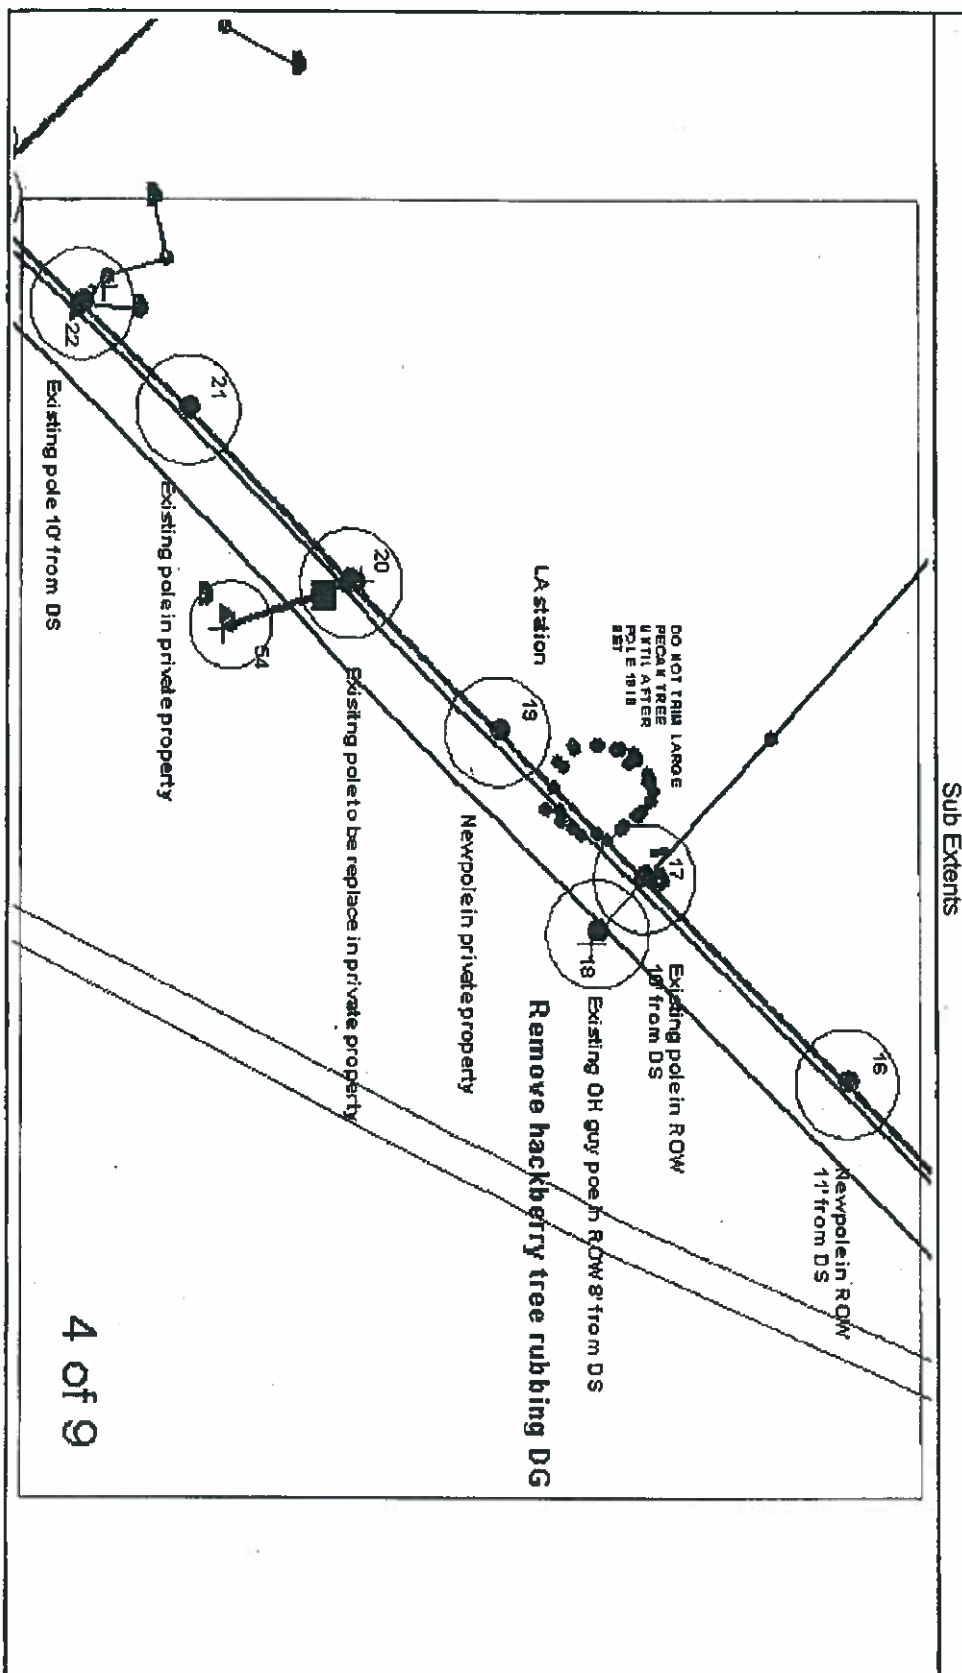 Sub Extents
16
Newpole in ROW
11' from DS
17
Existing pole in ROW
10' from DS
18
Existing OH guy poe in ROW 8' from DS
Remove hackberry tree rubbing DG
DO NOT TRIM LARGE
PECAN TREE
UNTIL AFTER
POLE
SET
19
LA station
Newpole in private property
20
Exisitng pole to be replace in private property
54
21
Existing pole in private property
22
Existing pole 10' from DS
4 of 9